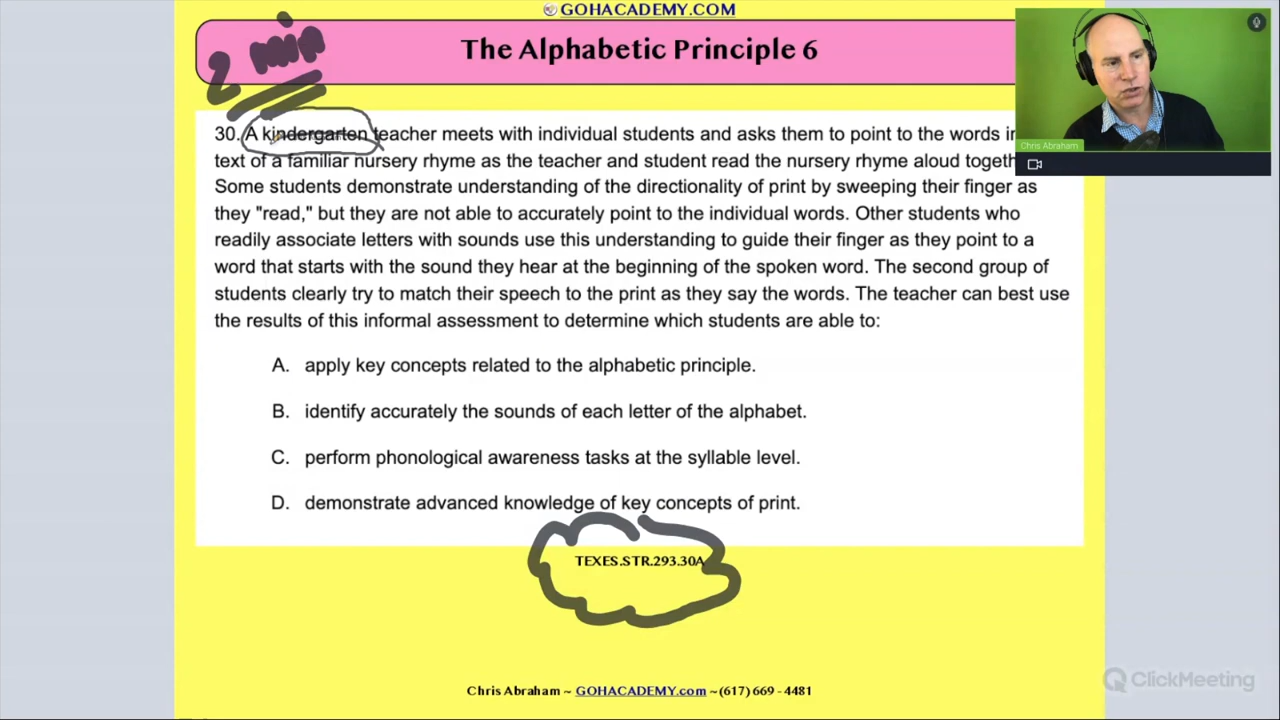 GOHACADEMY.COM
2 min
The Alphabetic Principle 6
Chris Abraham
30. A kindergarten teacher meets with individual students and asks them to point to the words in
text of a familiar nursery rhyme as the teacher and student read the nursery rhyme aloud togeth
Some students demonstrate understanding of the directionality of print by sweeping their finger as
they "read," but they are not able to accurately point to the individual words. Other students who
readily associate letters with sounds use this understanding to guide their finger as they point to a
word that starts with the sound they hear at the beginning of the spoken word. The second group of
students clearly try to match their speech to the print as they say the words. The teacher can best use
the results of this informal assessment to determine which students are able to:
A. apply key concepts related to the alphabetic principle.
B. identify accurately the sounds of each letter of the alphabet.
C. perform phonological awareness tasks at the syllable level.
D. demonstrate advanced knowledge of key concepts of print.
TEXES.STR.293.30A
Chris Abraham ~ GOHACADEMY.com ~(617) 669 - 4481
ClickMeeting